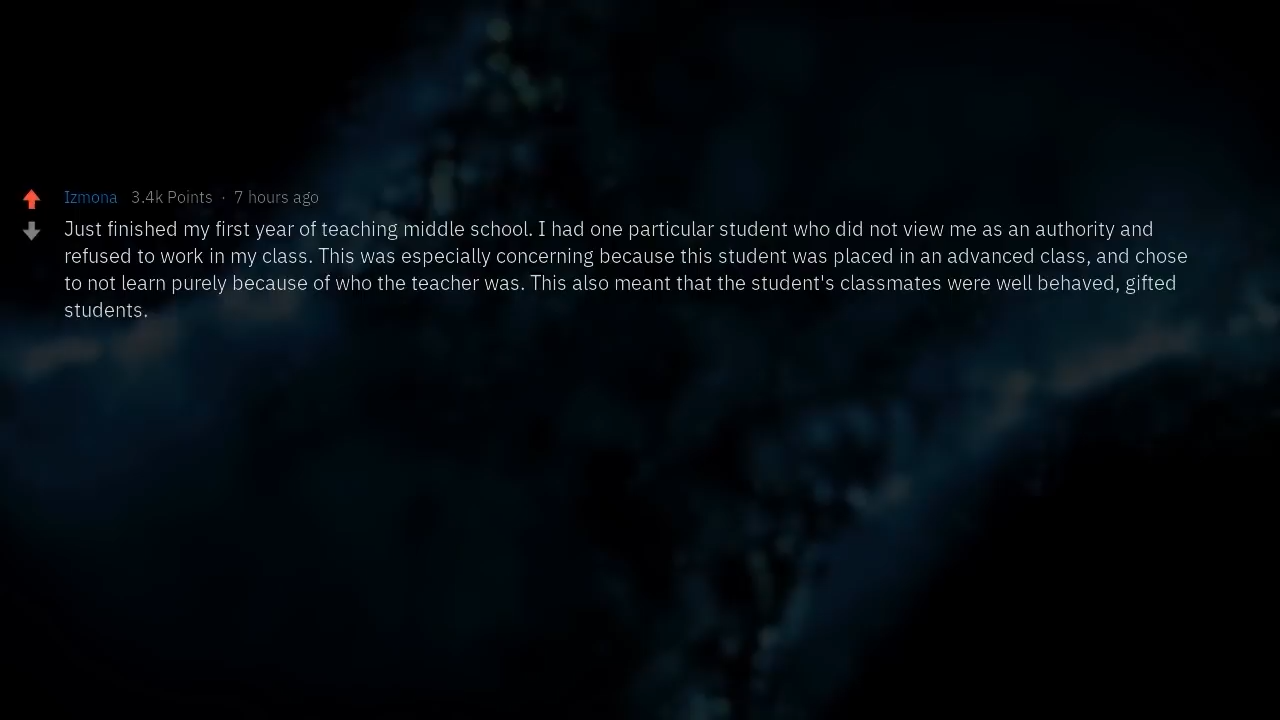 Izmona 3.4k Points · 7 hours ago
Just finished my first year of teaching middle school. I had one particular student who did not view me as an authority and
refused to work in my class. This was especially concerning because this student was placed in an advanced class, and chose
to not learn purely because of who the teacher was. This also meant that the student's classmates were well behaved, gifted
students.